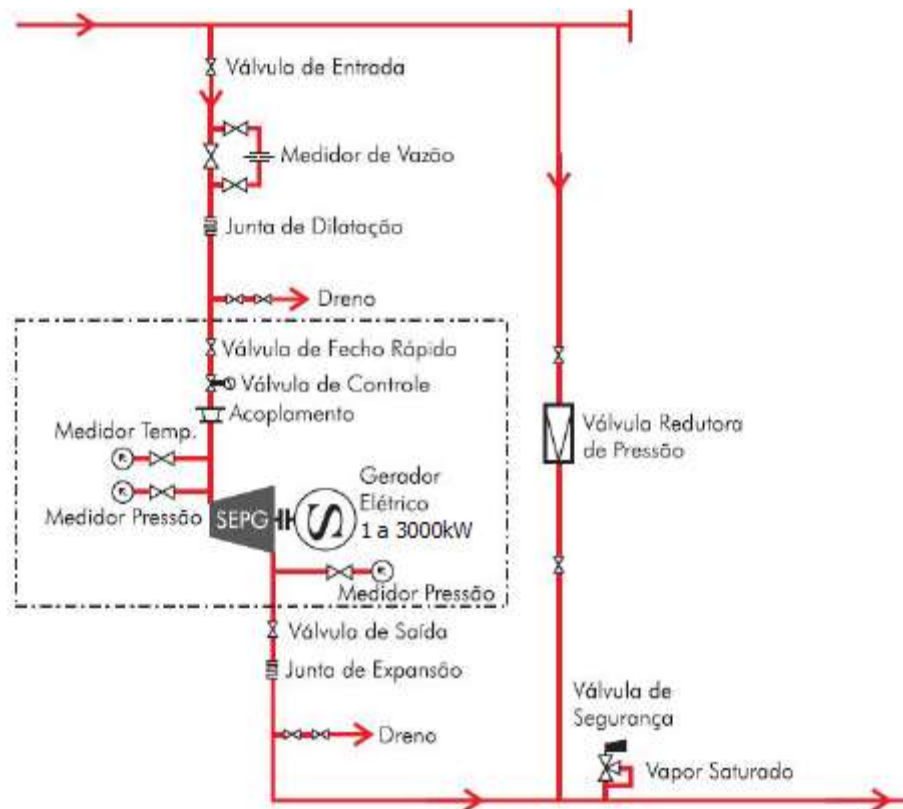 Válvula de Entrada
Medidor de Vazão
Junta de Dilatação
Dreno
Válvula de Fecho Rápido
Válvula de Controle
Acoplamento
Medidor Temp.
Medidor Pressão
SEPG
Gerador
Elétrico
1 a 3000kW
Medidor Pressão
Válvula de Saída
Junta de Expansão
Dreno
Válvula Redutora
de Pressão
Válvula de
Segurança
Vapor Saturado